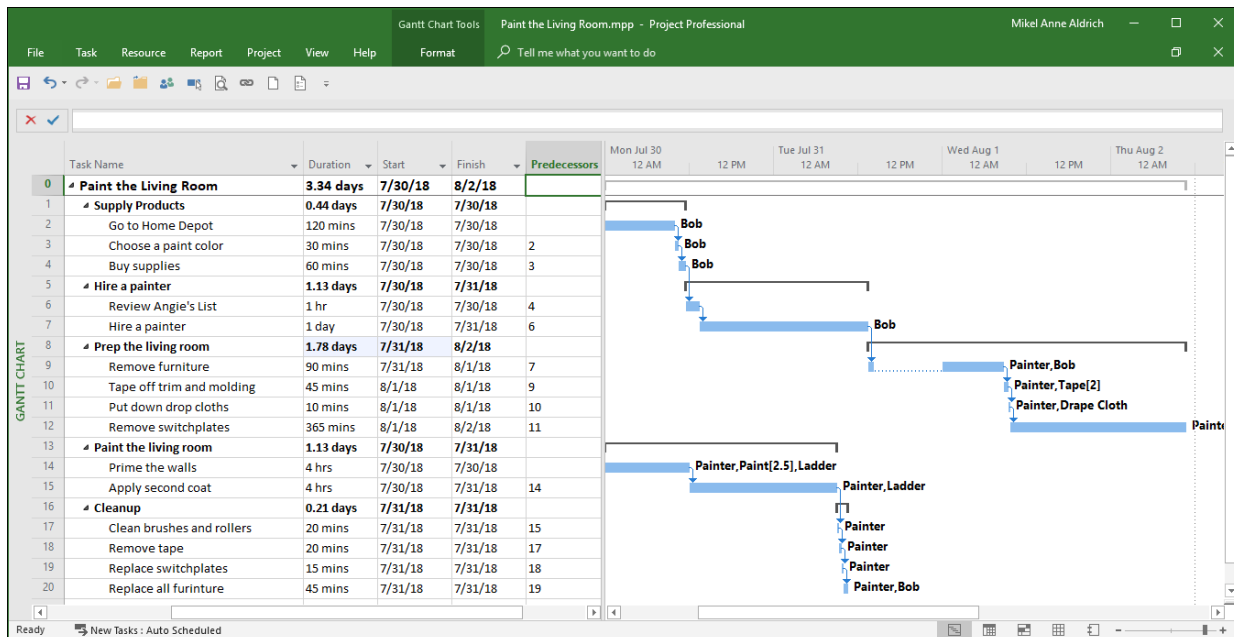 Gantt Chart Tools Paint the Living Room.mpp - Project Professional Mikel Anne Aldrich
File Task Resource Report Project View Help Format Tell me what you want to do
Task Name Duration Start Finish Predecessors
Mon Jul 30 Tue Jul 31 Wed Aug 1 Thu Aug 2
12 AM 12 PM 12 AM 12 PM 12 AM 12 PM 12 AM
0 Paint the Living Room 3.34 days 7/30/18 8/2/18
1 Supply Products 0.44 days 7/30/18 7/30/18
2 Go to Home Depot 120 mins 7/30/18 7/30/18 Bob
3 Choose a paint color 30 mins 7/30/18 7/30/18 2 Bob
4 Buy supplies 60 mins 7/30/18 7/30/18 3 Bob
5 Hire a painter 1.13 days 7/30/18 7/31/18
6 Review Angie's List 1 hr 7/30/18 7/30/18 4
7 Hire a painter 1 day 7/30/18 7/31/18 6 Bob
8 Prep the living room 1.78 days 7/31/18 8/2/18
9 Remove furniture 90 mins 7/31/18 8/1/18 7 Painter,Bob
10 Tape off trim and molding 45 mins 8/1/18 8/1/18 9 Painter,Tape[2]
11 Put down drop cloths 10 mins 8/1/18 8/1/18 10 Painter,Drape Cloth
12 Remove switchplates 365 mins 8/1/18 8/2/18 11
13 Paint the living room 1.13 days 7/30/18 7/31/18
14 Prime the walls 4 hrs 7/30/18 7/30/18 Painter,Paint[2.5],Ladder
15 Apply second coat 4 hrs 7/30/18 7/31/18 14 Painter,Ladder
16 Cleanup 0.21 days 7/31/18 7/31/18
17 Clean brushes and rollers 20 mins 7/31/18 7/31/18 15 Painter
18 Remove tape 20 mins 7/31/18 7/31/18 17 Painter
19 Replace switchplates 15 mins 7/31/18 7/31/18 18 Painter
20 Replace all furinture 45 mins 7/31/18 7/31/18 19 Painter,Bob
GANTT CHART
Ready New Tasks : Auto Scheduled